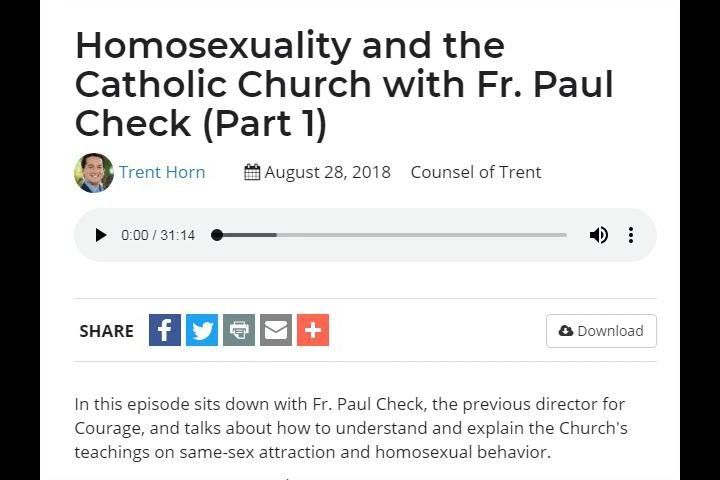 Homosexuality and the
Catholic Church with Fr. Paul
Check (Part 1)
Trent Horn August 28, 2018 Counsel of Trent
0:00 / 31:14
SHARE Download
In this episode sits down with Fr. Paul Check, the previous director for
Courage, and talks about how to understand and explain the Church's
teachings on same-sex attraction and homosexual behavior.